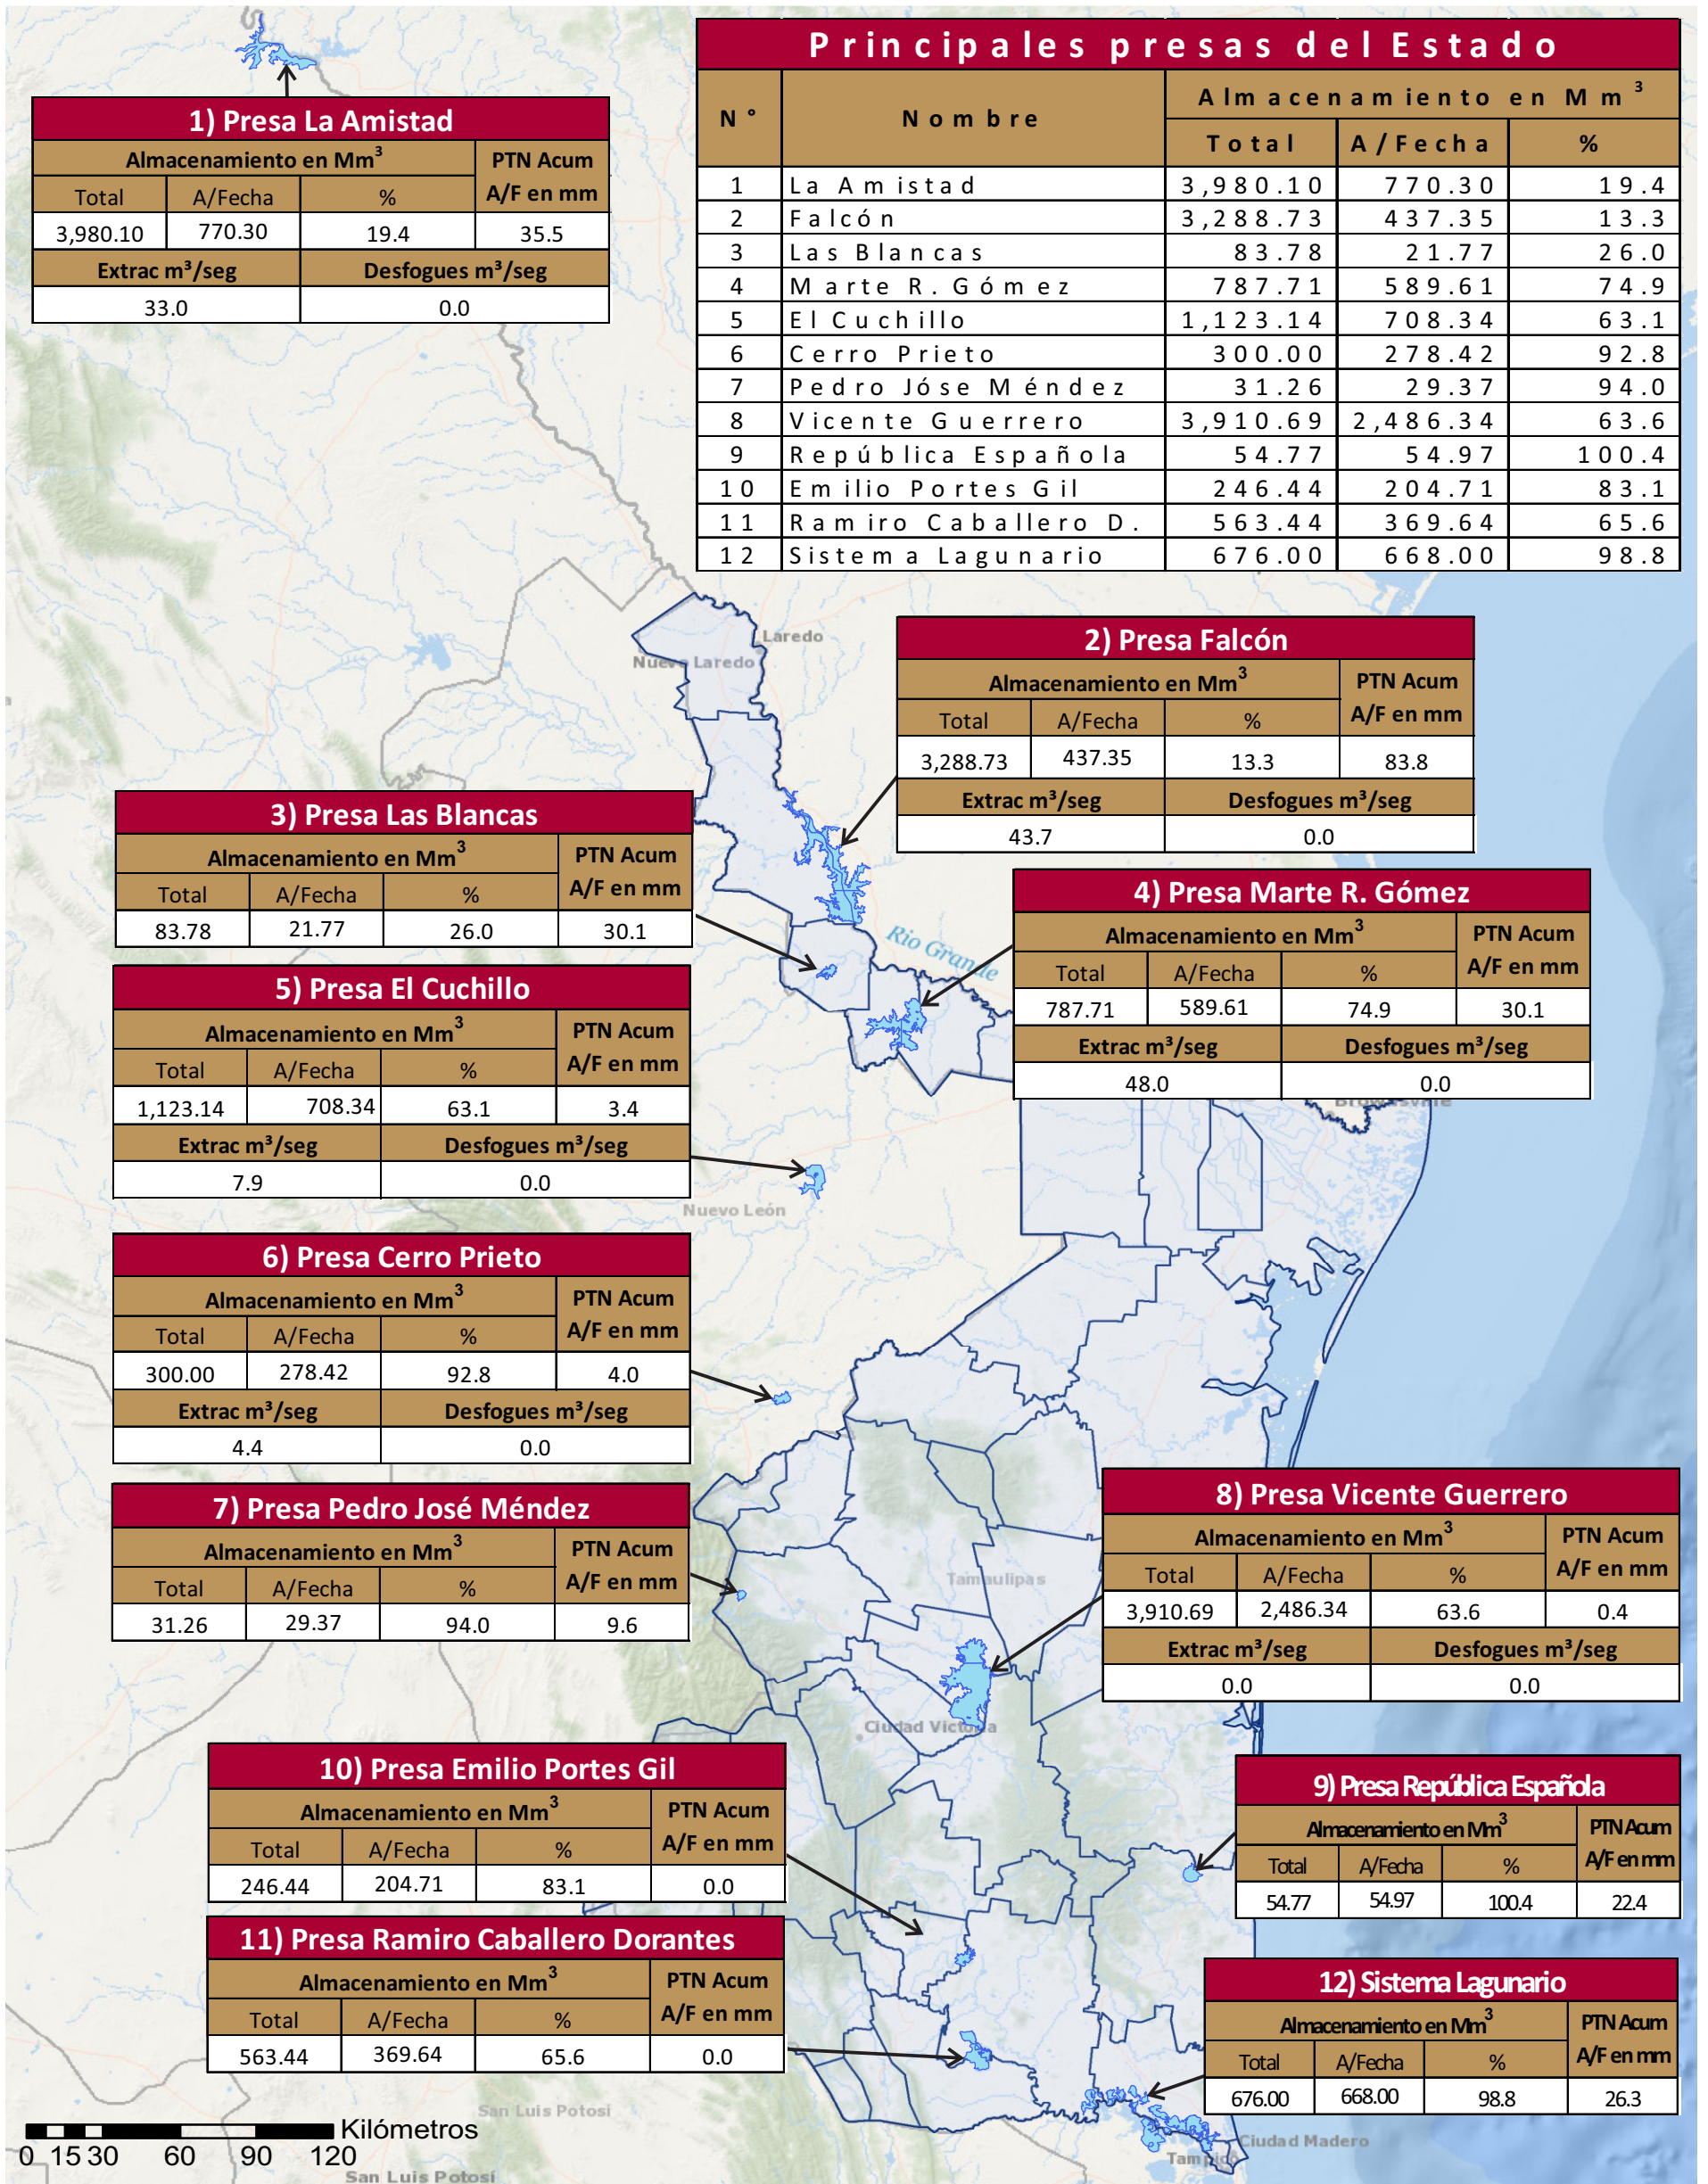 Principales presas del Estado
N° Nombre Almacenamiento en Mm³
Total A/Fecha %
1 La Amistad 3,980.10 770.30 19.4
2 Falcón 3,288.73 437.35 13.3
3 Las Blancas 83.78 21.77 26.0
4 Marte R. Gómez 787.71 589.61 74.9
5 El Cuchillo 1,123.14 708.34 63.1
6 Cerro Prieto 300.00 278.42 92.8
7 Pedro Jóse Méndez 31.26 29.37 94.0
8 Vicente Guerrero 3,910.69 2,486.34 63.6
9 República Española 54.77 54.97 100.4
10 Emilio Portes Gil 246.44 204.71 83.1
11 Ramiro Caballero D. 563.44 369.64 65.6
12 Sistema Lagunario 676.00 668.00 98.8
1) Presa La Amistad
Almacenamiento en Mm³ PTN Acum
Total A/Fecha % A/F en mm
3,980.10 770.30 19.4 35.5
Extrac m³/seg Desfogues m³/seg
33.0 0.0
Laredo
Nuevo Laredo
2) Presa Falcón
Almacenamiento en Mm³ PTN Acum
Total A/Fecha % A/F en mm
3,288.73 437.35 13.3 83.8
Extrac m³/seg Desfogues m³/seg
43.7 0.0
3) Presa Las Blancas
Almacenamiento en Mm³ PTN Acum
Total A/Fecha % A/F en mm
83.78 21.77 26.0 30.1
Rio Grande
4) Presa Marte R. Gómez
Almacenamiento en Mm³ PTN Acum
Total A/Fecha % A/F en mm
787.71 589.61 74.9 30.1
Extrac m³/seg Desfogues m³/seg
48.0 0.0
Brownsville
5) Presa El Cuchillo
Almacenamiento en Mm³ PTN Acum
Total A/Fecha % A/F en mm
1,123.14 708.34 63.1 3.4
Extrac m³/seg Desfogues m³/seg
7.9 0.0
Nuevo León
6) Presa Cerro Prieto
Almacenamiento en Mm³ PTN Acum
Total A/Fecha % A/F en mm
300.00 278.42 92.8 4.0
Extrac m³/seg Desfogues m³/seg
4.4 0.0
7) Presa Pedro José Méndez
Almacenamiento en Mm³ PTN Acum
Total A/Fecha % A/F en mm
31.26 29.37 94.0 9.6
Tamaulipas
8) Presa Vicente Guerrero
Almacenamiento en Mm³ PTN Acum
Total A/Fecha % A/F en mm
3,910.69 2,486.34 63.6 0.4
Extrac m³/seg Desfogues m³/seg
0.0 0.0
Ciudad Victoria
10) Presa Emilio Portes Gil
Almacenamiento en Mm³ PTN Acum
Total A/Fecha % A/F en mm
246.44 204.71 83.1 0.0
9) Presa República Española
Almacenamiento en Mm³ PTN Acum
Total A/Fecha % A/F en mm
54.77 54.97 100.4 22.4
11) Presa Ramiro Caballero Dorantes
Almacenamiento en Mm³ PTN Acum
Total A/Fecha % A/F en mm
563.44 369.64 65.6 0.0
12) Sistema Lagunario
Almacenamiento en Mm³ PTN Acum
Total A/Fecha % A/F en mm
676.00 668.00 98.8 26.3
San Luis Potosí
Ciudad Madero
Tampico
Kilómetros
0 15 30 60 90 120
San Luis Potosí